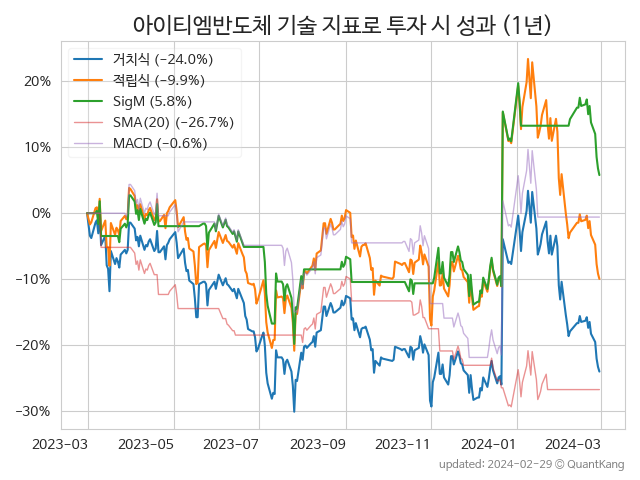 아이티엠반도체 기술 지표로 투자 시 성과 (1년)
거치식 (−24.0%)
적립식 (−9.9%)
SigM (5.8%)
SMA(20) (−26.7%)
MACD (−0.6%)
20%
10%
0%
−10%
−20%
−30%
2023-03 2023-05 2023-07 2023-09 2023-11 2024-01 2024-03
updated: 2024-02-29 © QuantKang